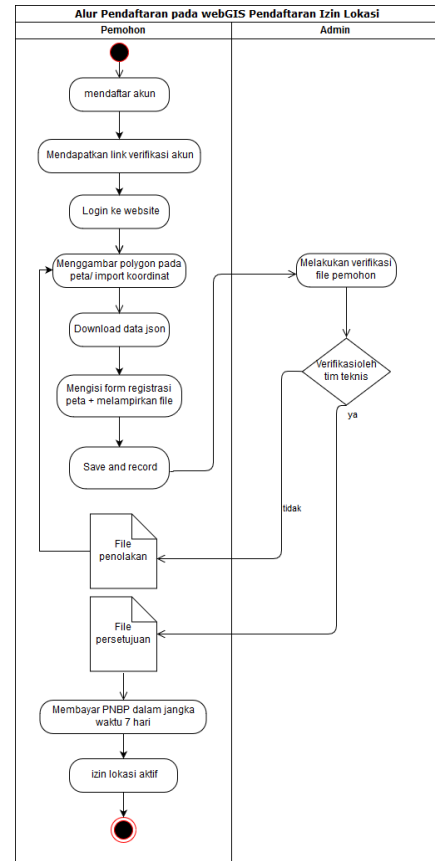 Alur Pendaftaran pada webGIS Pendaftaran Izin Lokasi
Pemohon
Admin
mendaftar akun
Mendapatkan link verifikasi akun
Login ke website
Menggambar polygon pada
peta/ import koordinat
Melakukan verifikasi
file pemohon
Download data json
Verifikasioleh
tim teknis
Mengisi form registrasi
peta + melampirkan file
ya
Save and record
tidak
File
penolakan
File
persetujuan
Membayar PNBP dalam jangka
waktu 7 hari
izin lokasi aktif